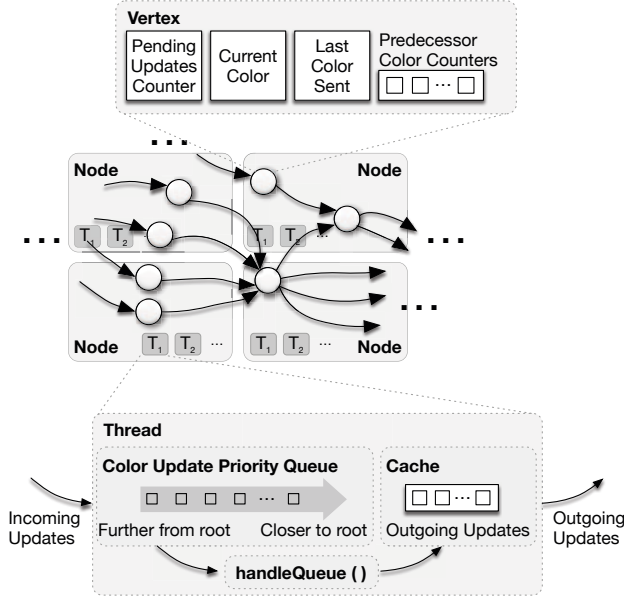 Vertex
Pending Updates Counter
Current Color
Last Color Sent
Predecessor Color Counters
...
...
Node
Node
T1 T2 ...
T1 T2 ...
...
...
...
T1 T2 ...
T1 T2 ...
Node
Node
Thread
Color Update Priority Queue
Cache
...
...
Incoming Updates
Further from root
Closer to root
Outgoing Updates
Outgoing Updates
handleQueue ( )